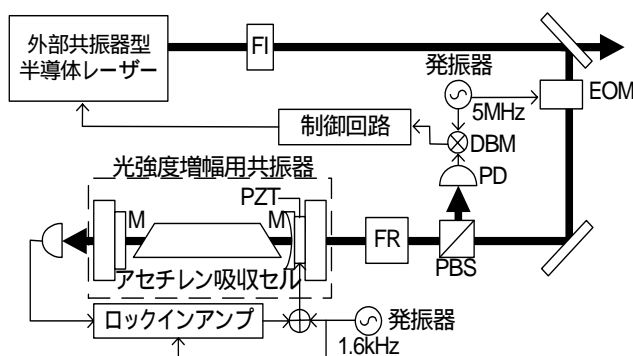 外部共振器型
半導体レーザー
FI
発振器
5MHz
EOM
制御回路
DBM
PD
光強度増幅用共振器
PZT
M
M
FR
PBS
アセチレン吸収セル
ロックインアンプ
発振器
1.6kHz